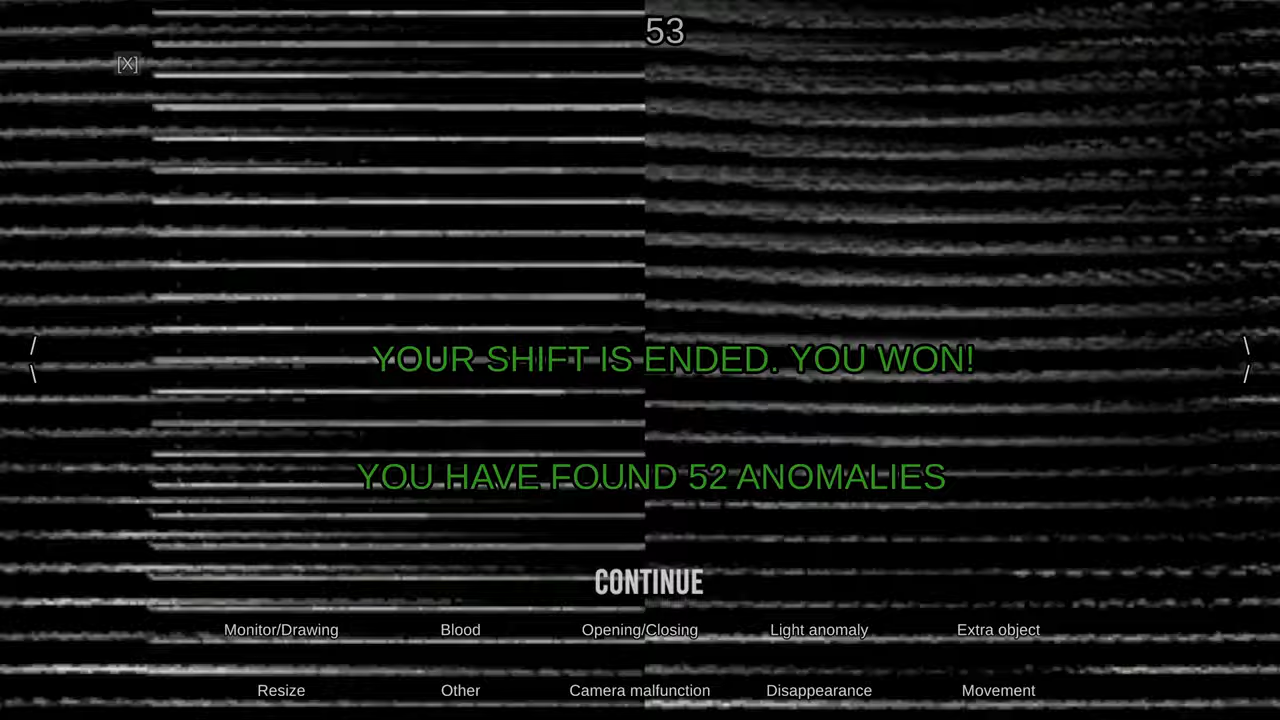 53
[X]
YOUR SHIFT IS ENDED. YOU WON!
YOU HAVE FOUND 52 ANOMALIES
CONTINUE
Monitor/Drawing Blood Opening/Closing Light anomaly Extra object
Resize Other Camera malfunction Disappearance Movement